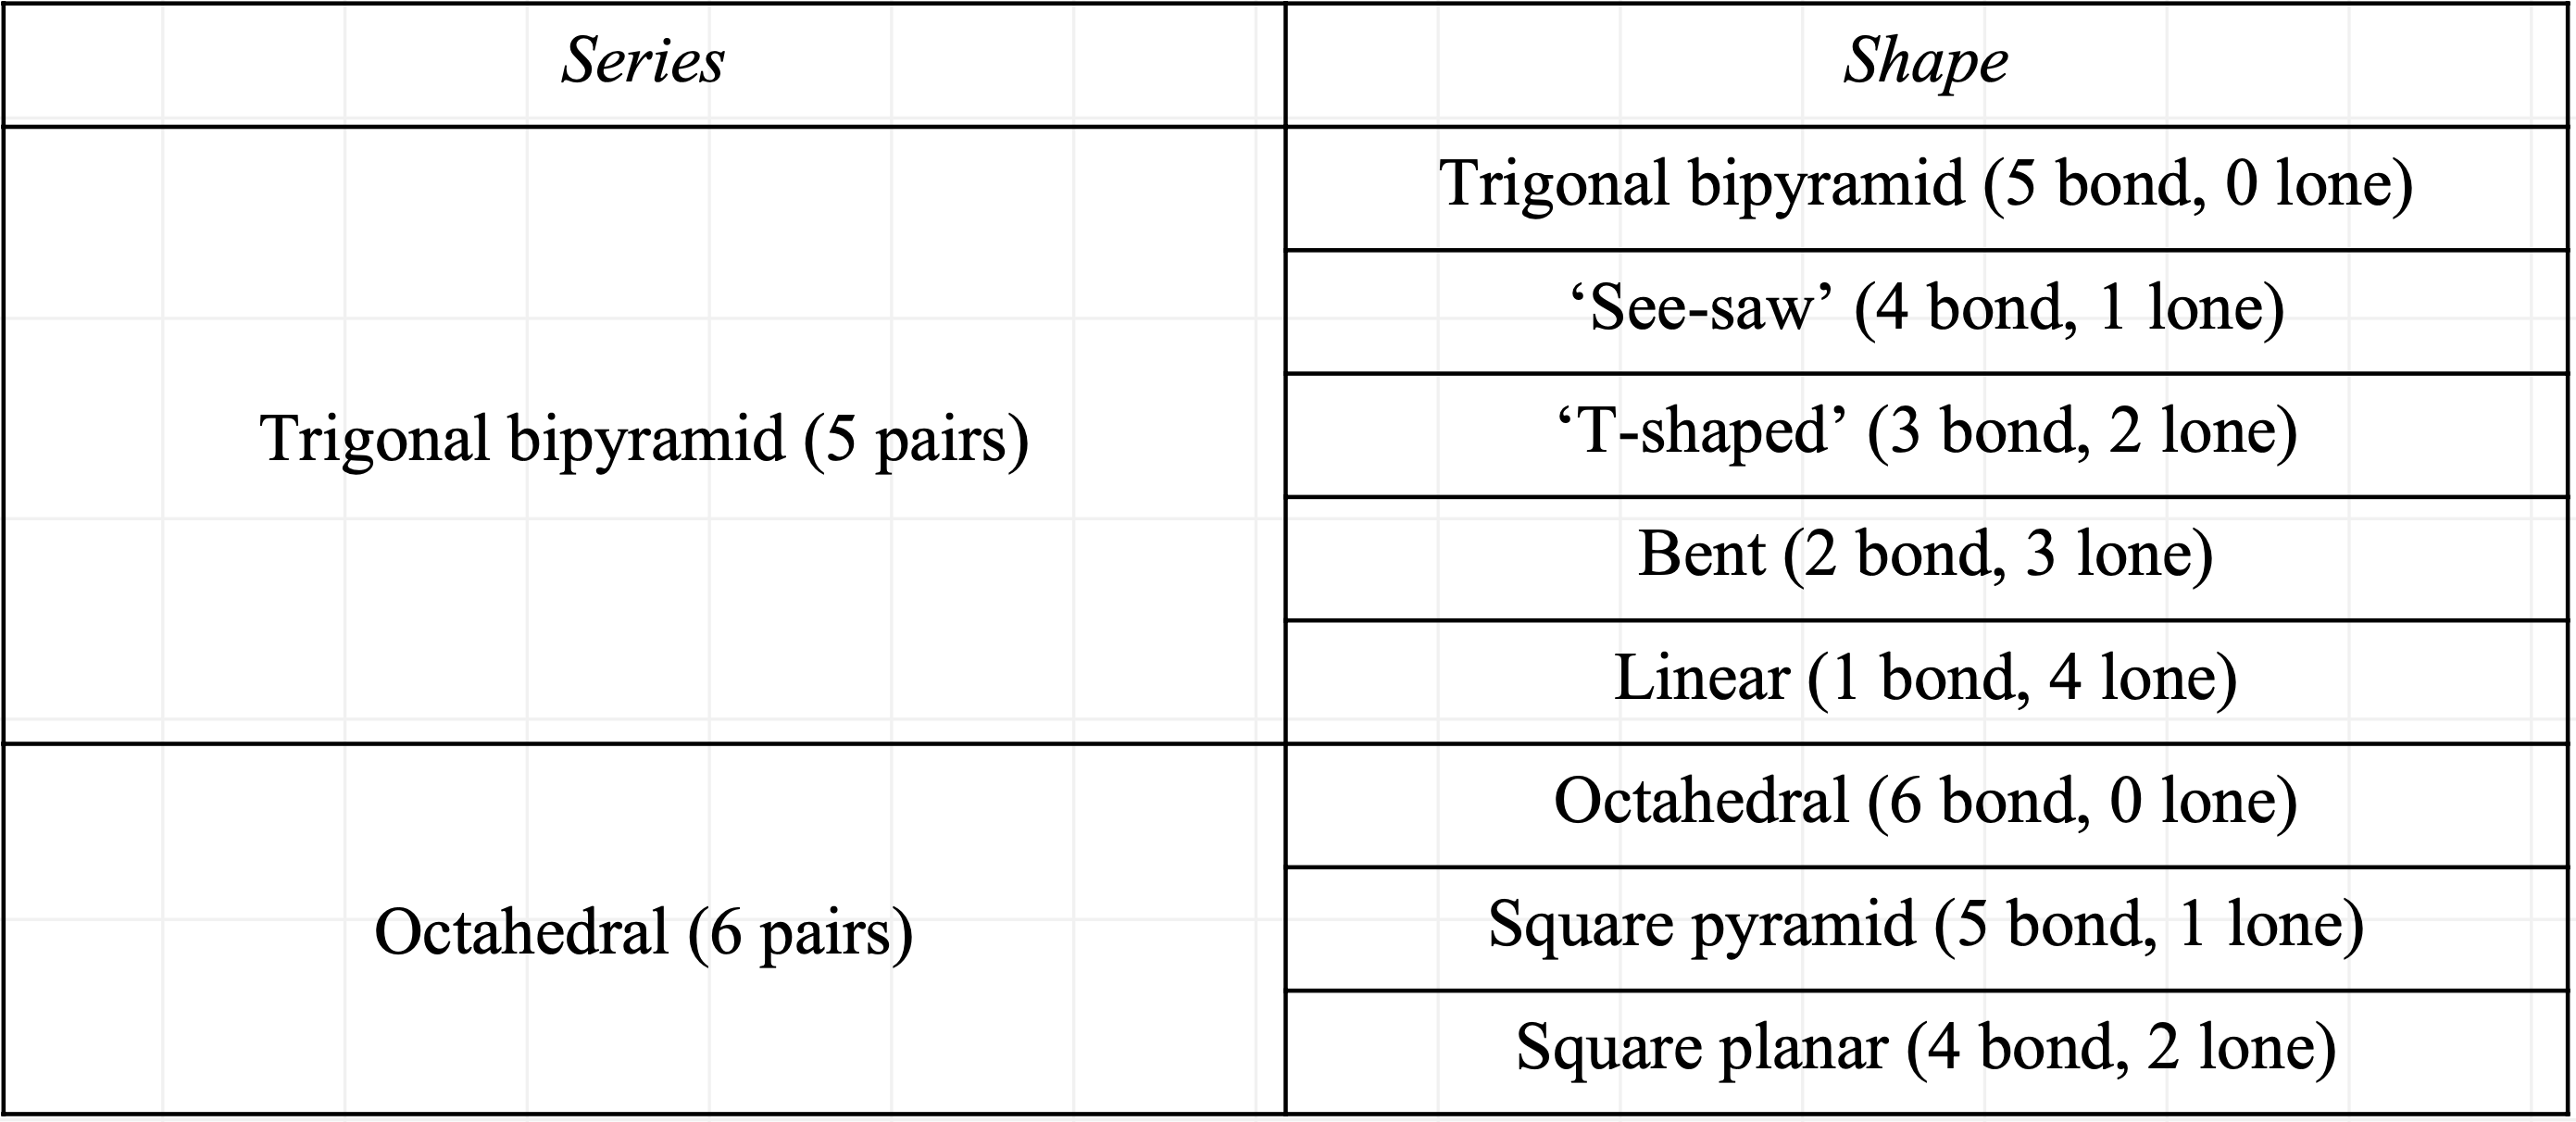 Series
Shape
Trigonal bipyramid (5 pairs)
Trigonal bipyramid (5 bond, 0 lone)
‘See-saw’ (4 bond, 1 lone)
‘T-shaped’ (3 bond, 2 lone)
Bent (2 bond, 3 lone)
Linear (1 bond, 4 lone)
Octahedral (6 pairs)
Octahedral (6 bond, 0 lone)
Square pyramid (5 bond, 1 lone)
Square planar (4 bond, 2 lone)